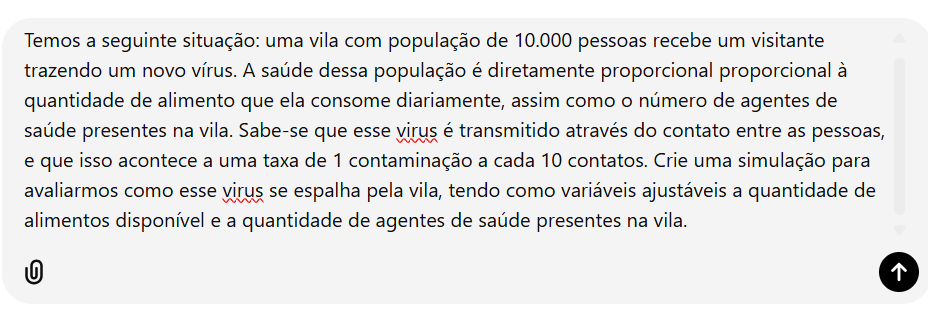 Temos a seguinte situação: uma vila com população de 10.000 pessoas recebe um visitante
trazendo um novo vírus. A saúde dessa população é diretamente proporcional proporcional à
quantidade de alimento que ela consome diariamente, assim como o número de agentes de
saúde presentes na vila. Sabe-se que esse virus é transmitido através do contato entre as pessoas,
e que isso acontece a uma taxa de 1 contaminação a cada 10 contatos. Crie uma simulação para
avaliarmos como esse virus se espalha pela vila, tendo como variáveis ajustáveis a quantidade de
alimentos disponível e a quantidade de agentes de saúde presentes na vila.